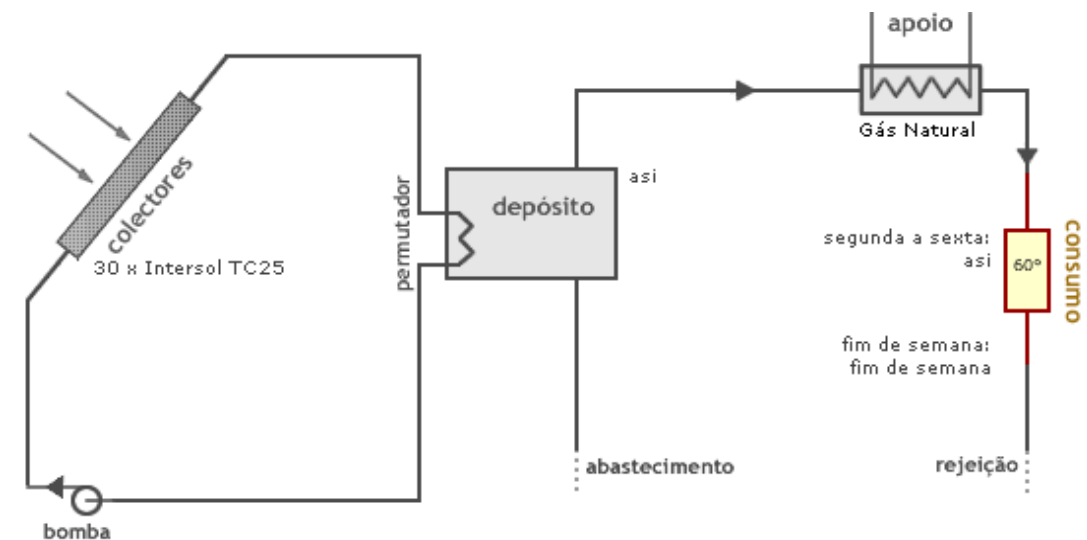 apoio
Gás Natural
colectores
30 x Intersol TC25
permutador
depósito
asi
segunda a sexta:
asi
60°
consumo
fim de semana:
fim de semana
abastecimento
rejeição
bomba